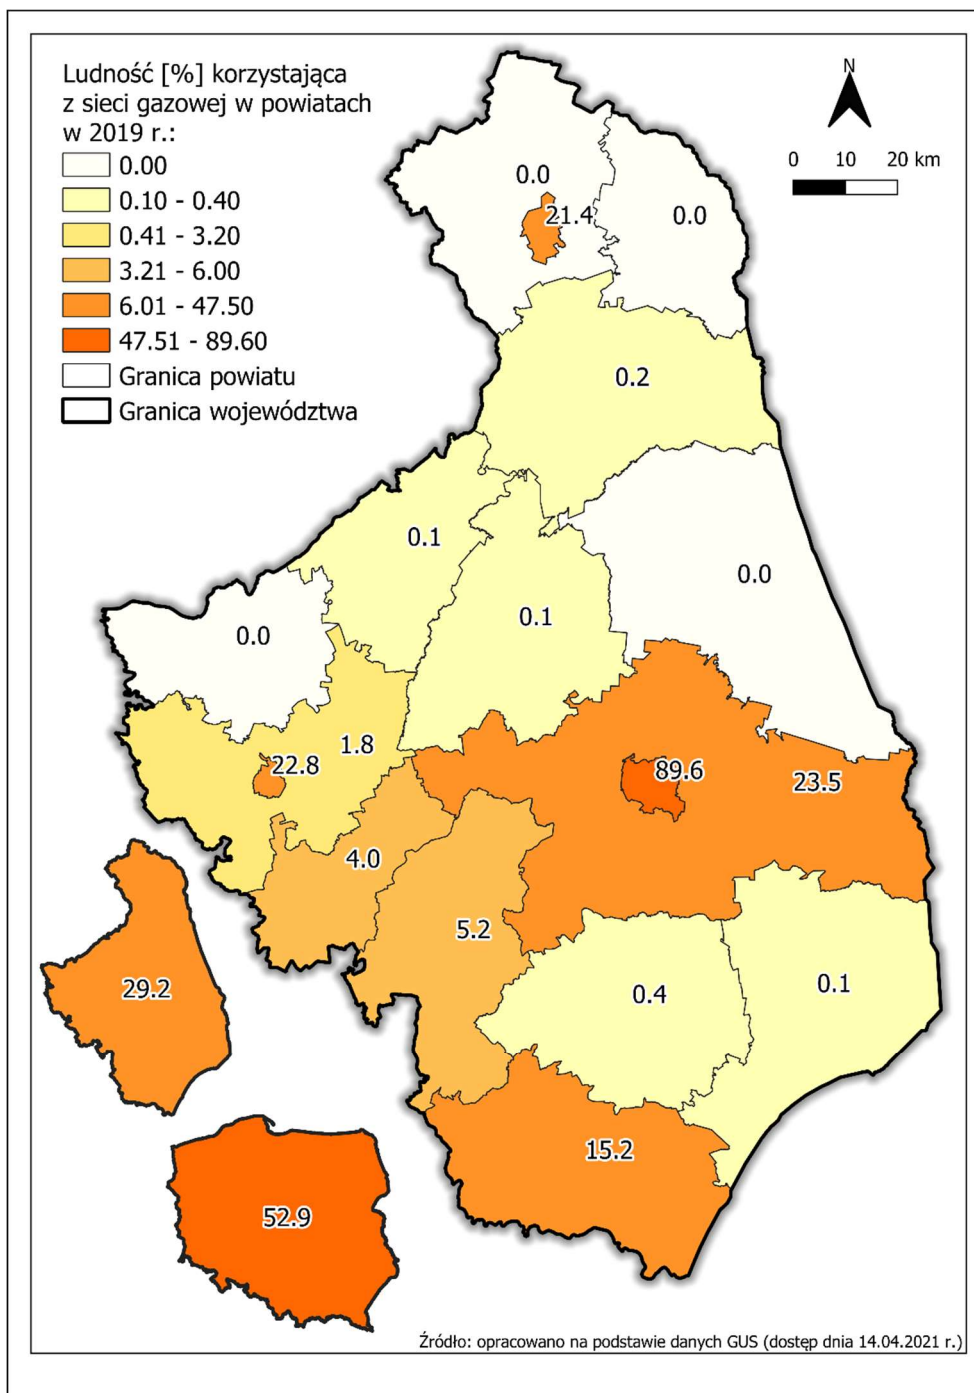 Ludność [%] korzystająca
z sieci gazowej w powiatach
w 2019 r.:
0.00
0.10 - 0.40
0.41 - 3.20
3.21 - 6.00
6.01 - 47.50
47.51 - 89.60
Granica powiatu
Granica województwa
N
0 10 20 km
0.0
21.4
0.0
0.2
0.1
0.0
0.1
0.0
1.8
22.8
89.6
23.5
4.0
5.2
0.4
0.1
29.2
15.2
52.9
Źródło: opracowano na podstawie danych GUS (dostęp dnia 14.04.2021 r.)